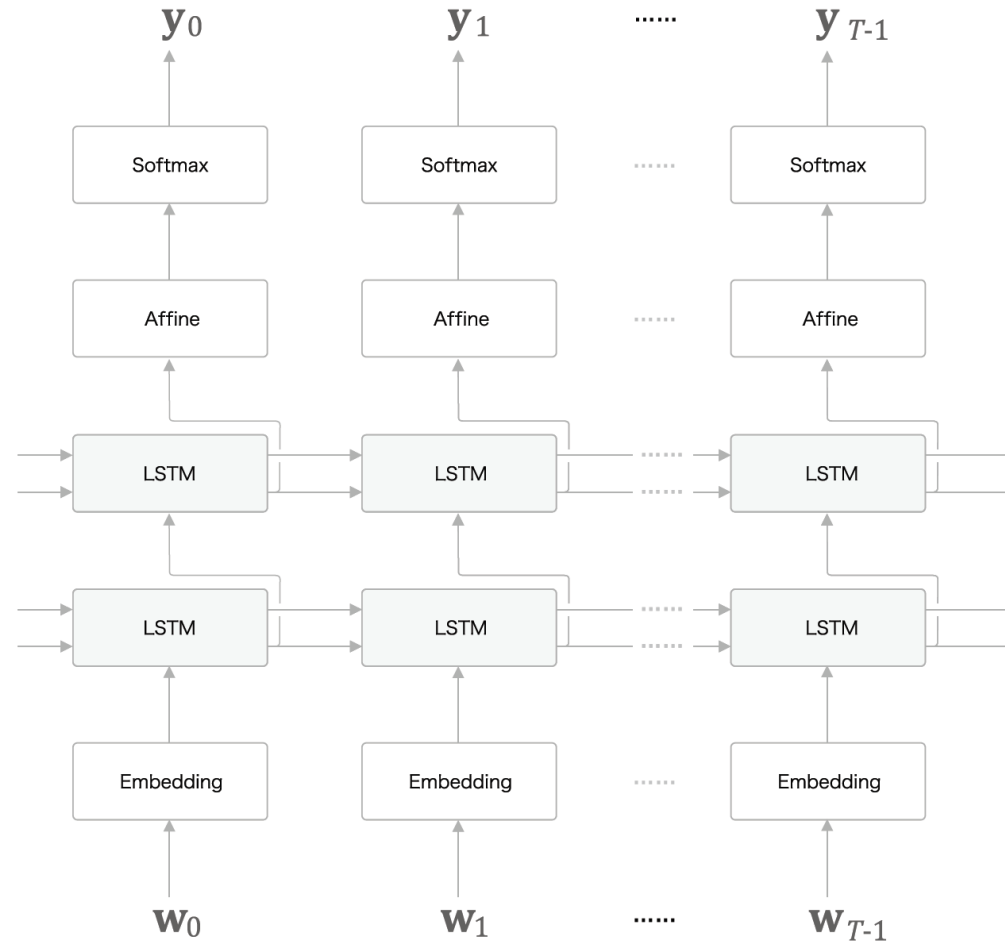 y0 y1 ...... yT-1
Softmax Softmax ...... Softmax
Affine Affine ...... Affine
LSTM LSTM ...... LSTM
LSTM LSTM ...... LSTM
Embedding Embedding ...... Embedding
w0 w1 ...... wT-1